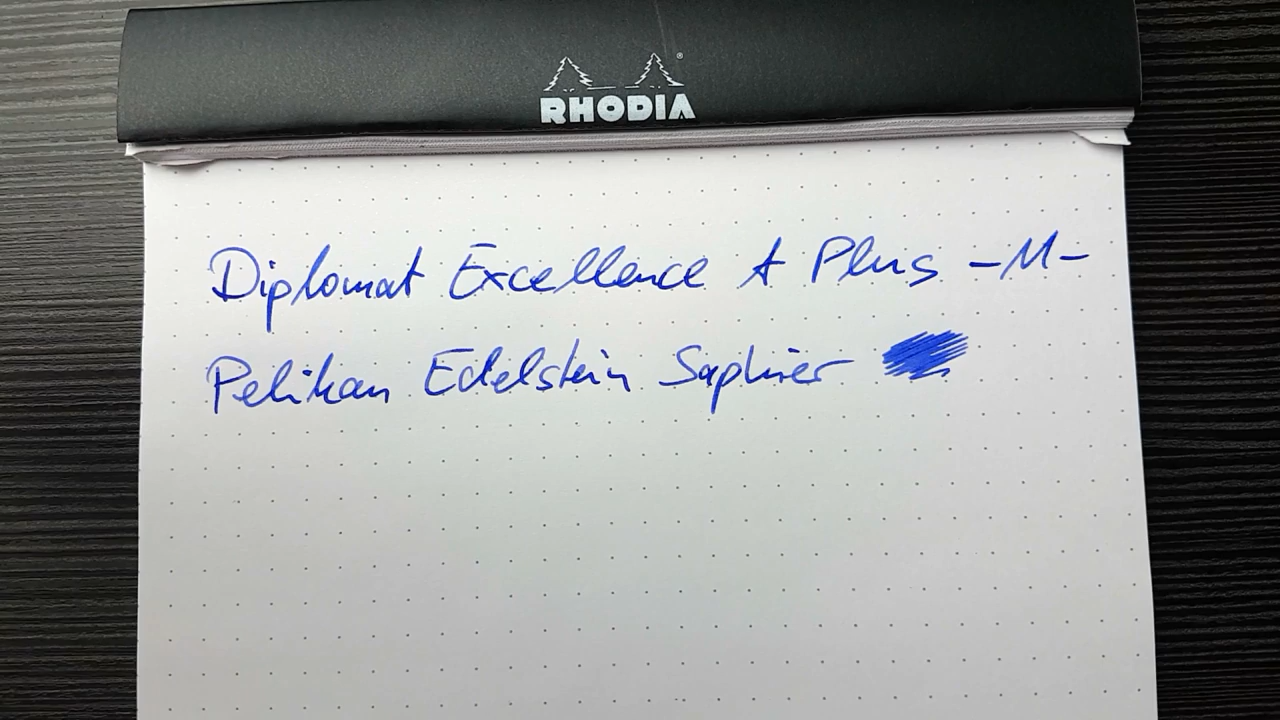 RHODIA
Diplomat Excellence A Plus -M-
Pelikan Edelstein Saphier